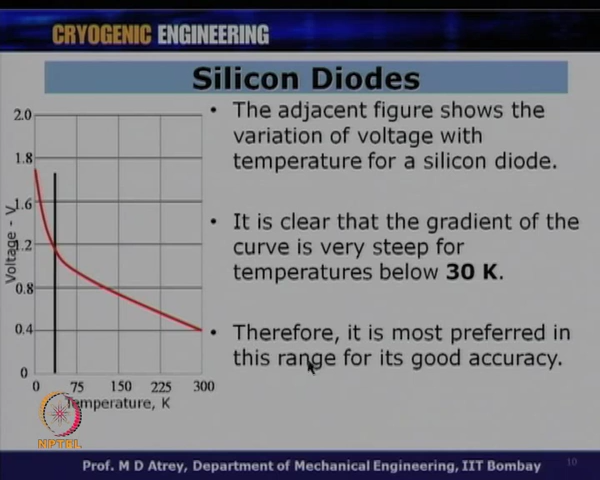 CRYOGENIC ENGINEERING
Silicon Diodes
• The adjacent figure shows the
variation of voltage with
temperature for a silicon diode.
• It is clear that the gradient of the
curve is very steep for
temperatures below 30 K.
• Therefore, it is most preferred in
this range for its good accuracy.
2.0
1.8
1.6
1.2
0.8
0.4
0
Voltage - V
0 75 150 225 300
Temperature, K
NPTEL
Prof. M D Atrey, Department of Mechanical Engineering, IIT Bombay
10